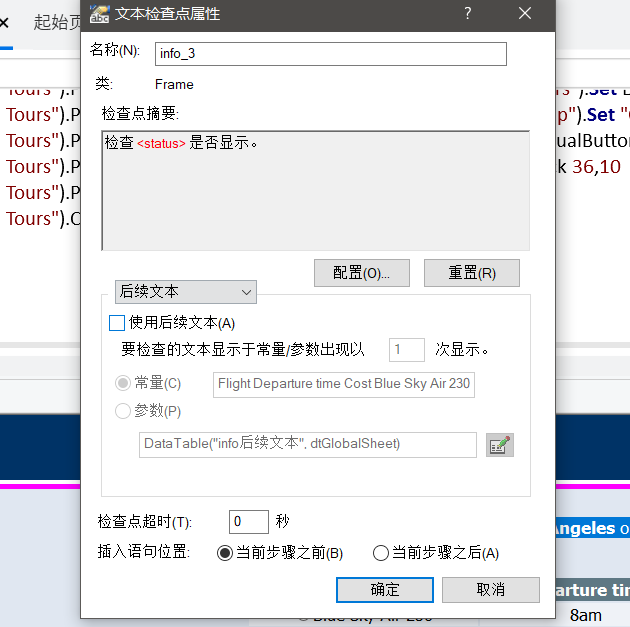 起始页
文本检查点属性
?
名称(N):
info_3
类:
Frame
检查点摘要:
检查 <status> 是否显示。
Tours").P
Tours").P
Tours").P
Tours").P
Tours").C
").Set
p").Set "
ualButton
k 36,10
配置(O)...
重置(R)
后续文本
使用后续文本(A)
要检查的文本显示于常量/参数出现以 1 次显示。
常量(C)
Flight Departure time Cost Blue Sky Air 230
参数(P)
DataTable("info后续文本", dtGlobalSheet)
检查点超时(T):
0
秒
插入语句位置:
当前步骤之前(B)
当前步骤之后(A)
确定
取消
Angeles
arture tim
8am